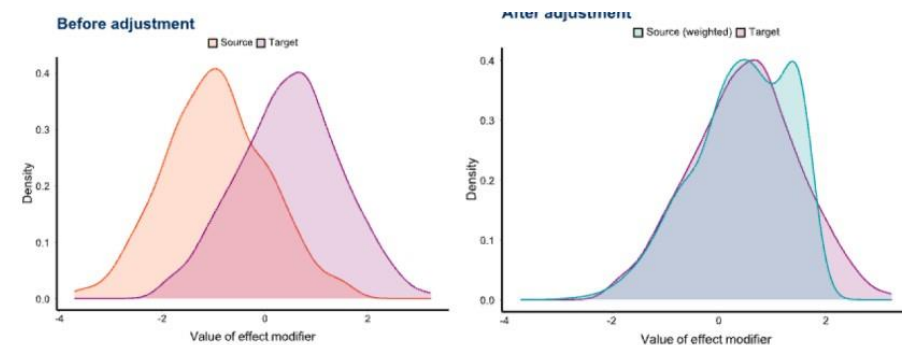 Before adjustment
Source Target
0.4
0.3
0.2
0.1
0.0
Density
-4 -2 0 2
Value of effect modifier
After adjustment
Source (weighted) Target
0.4
0.3
0.2
0.1
0.0
Density
-4 -2 0 2
Value of effect modifier